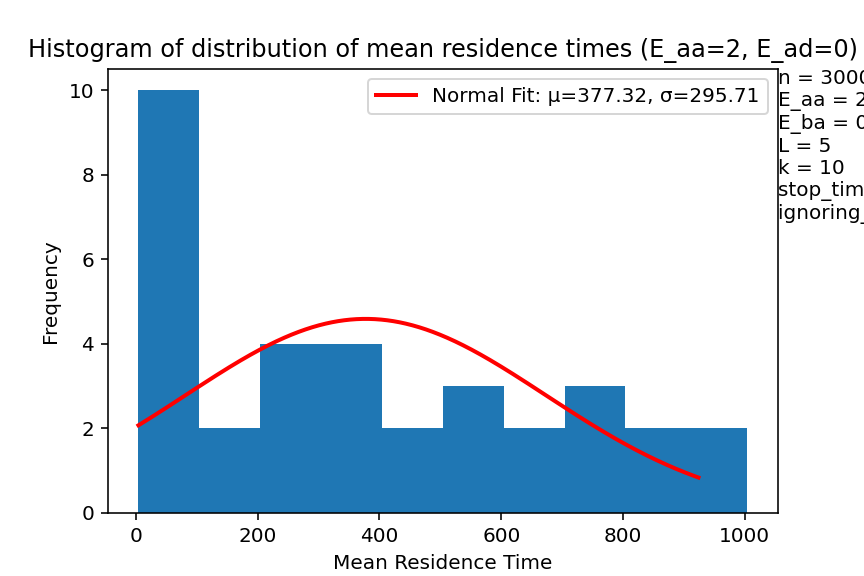 Histogram of distribution of mean residence times (E_aa=2, E_ad=0)
Normal Fit: μ=377.32, σ=295.71
n = 3000
E_aa = 2
E_ba = 0
L = 5
k = 10
stop_tim
ignoring_
Frequency
10
8
6
4
2
0
0 200 400 600 800 1000
Mean Residence Time